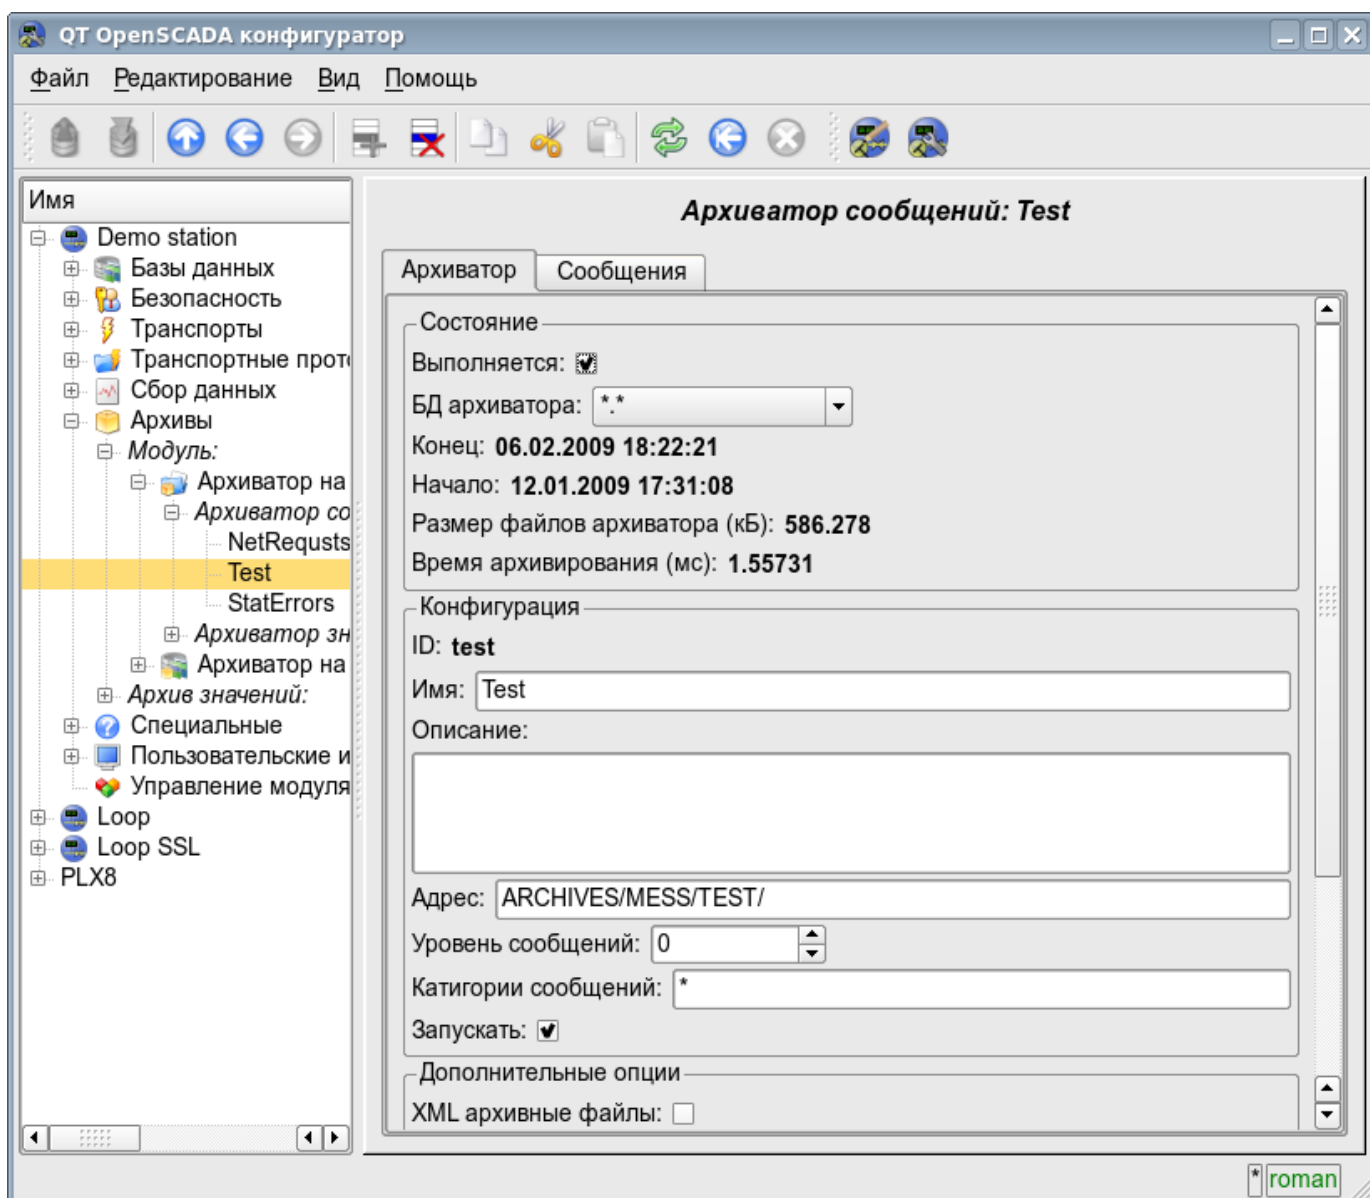 QT OpenSCADA конфигуратор
Файл Редактирование Вид Помощь
Имя
Demo station
Базы данных
Безопасность
Транспорты
Транспортные прот
Сбор данных
Архивы
Модуль:
Архиватор на
Архиватор со
NetRequsts
Test
StatErrors
Архиватор зн
Архиватор на
Архив значений:
Специальные
Пользовательские и
Управление модуля
Loop
Loop SSL
PLX8
Архиватор сообщений: Test
Архиватор Сообщения
Состояние
Выполняется:
БД архиватора: *.*
Конец: 06.02.2009 18:22:21
Начало: 12.01.2009 17:31:08
Размер файлов архиватора (кБ): 586.278
Время архивирования (мс): 1.55731
Конфигурация
ID: test
Имя: Test
Описание:
Адрес: ARCHIVES/MESS/TEST/
Уровень сообщений: 0
Катигории сообщений: *
Запускать:
Дополнительные опции
XML архивные файлы:
* roman